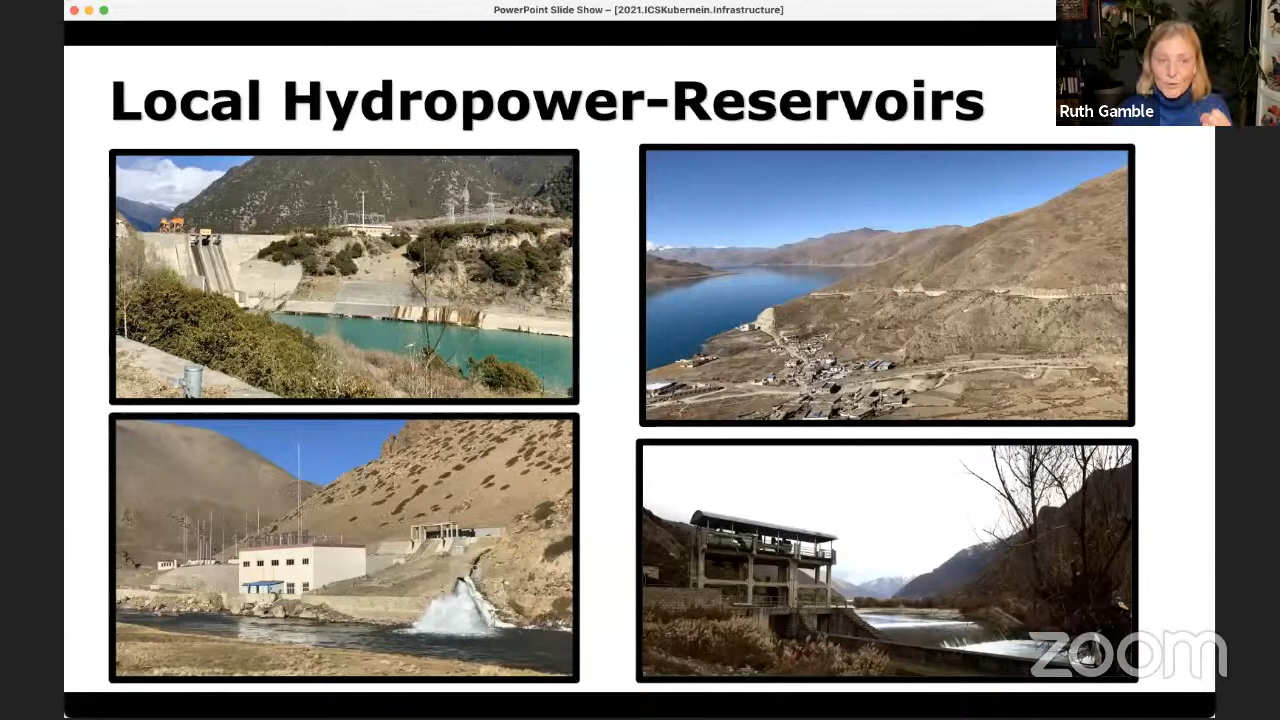 PowerPoint Slide Show – [2021.ICSKubernein.Infrastructure]
Local Hydropower-Reservoirs
Ruth Gamble
zoom